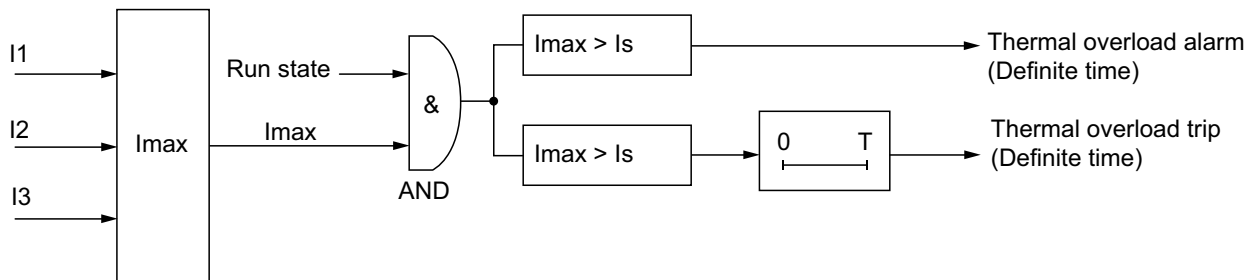 I1
I2
I3
Imax
Run state
Imax
&
AND
Imax > Is
Imax > Is
0 T
Thermal overload alarm
(Definite time)
Thermal overload trip
(Definite time)